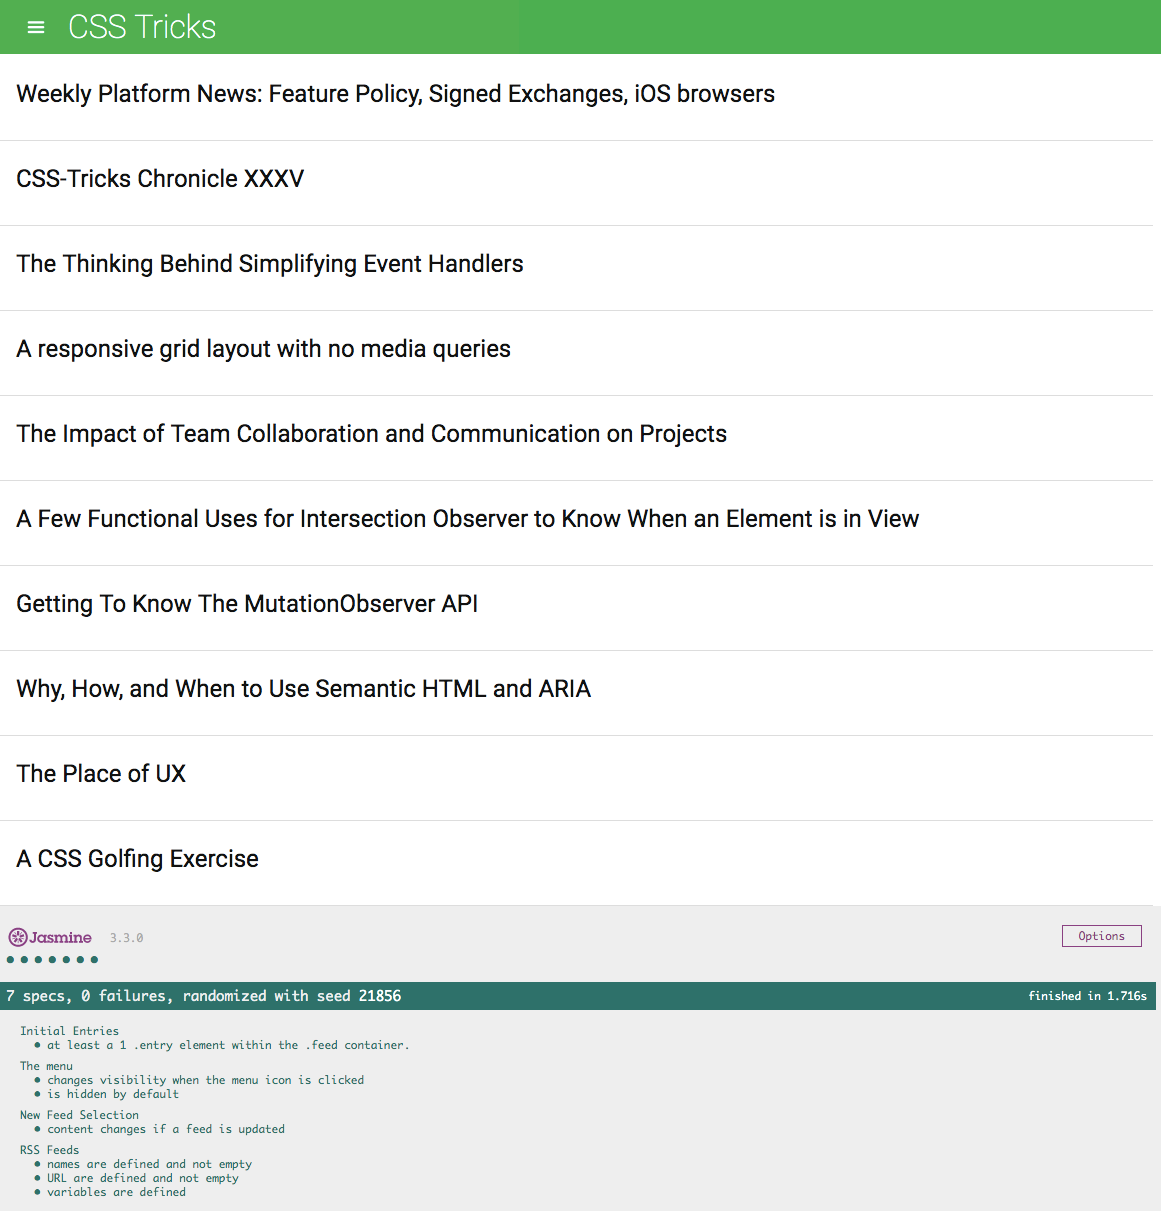 CSS Tricks
Weekly Platform News: Feature Policy, Signed Exchanges, iOS browsers
CSS-Tricks Chronicle XXXV
The Thinking Behind Simplifying Event Handlers
A responsive grid layout with no media queries
The Impact of Team Collaboration and Communication on Projects
A Few Functional Uses for Intersection Observer to Know When an Element is in View
Getting To Know The MutationObserver API
Why, How, and When to Use Semantic HTML and ARIA
The Place of UX
A CSS Golfing Exercise
Jasmine 3.3.0 Options
7 specs, 0 failures, randomized with seed 21856 finished in 1.716s
Initial Entries
• at least a 1 .entry element within the .feed container.
The menu
• changes visibility when the menu icon is clicked
• is hidden by default
New Feed Selection
• content changes if a feed is updated
RSS Feeds
• names are defined and not empty
• URL are defined and not empty
• variables are defined